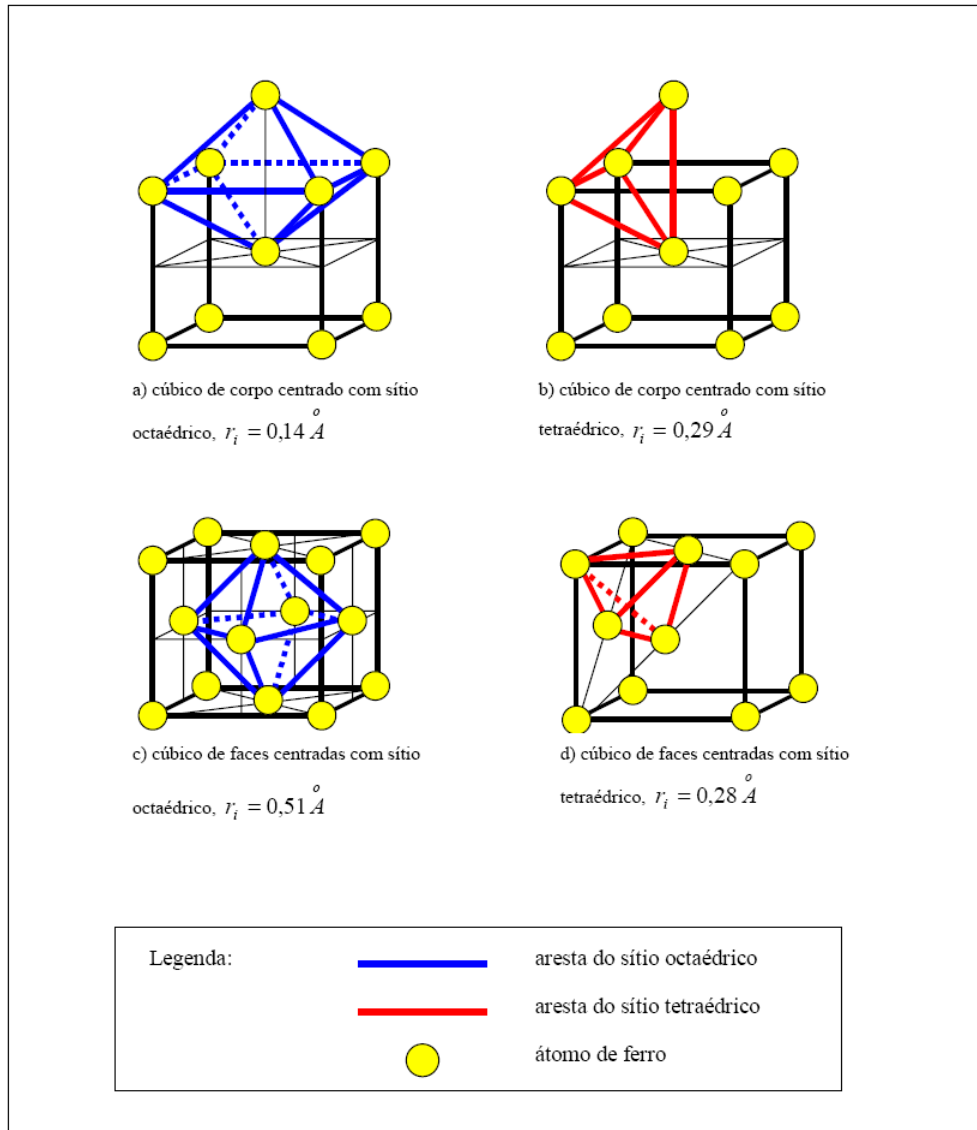 a) cúbico de corpo centrado com sítio
octaédrico, r_i = 0,14 Å
b) cúbico de corpo centrado com sítio
tetraédrico, r_i = 0,29 Å
c) cúbico de faces centradas com sítio
octaédrico, r_i = 0,51 Å
d) cúbico de faces centradas com sítio
tetraédrico, r_i = 0,28 Å
Legenda:
aresta do sítio octaédrico
aresta do sítio tetraédrico
átomo de ferro